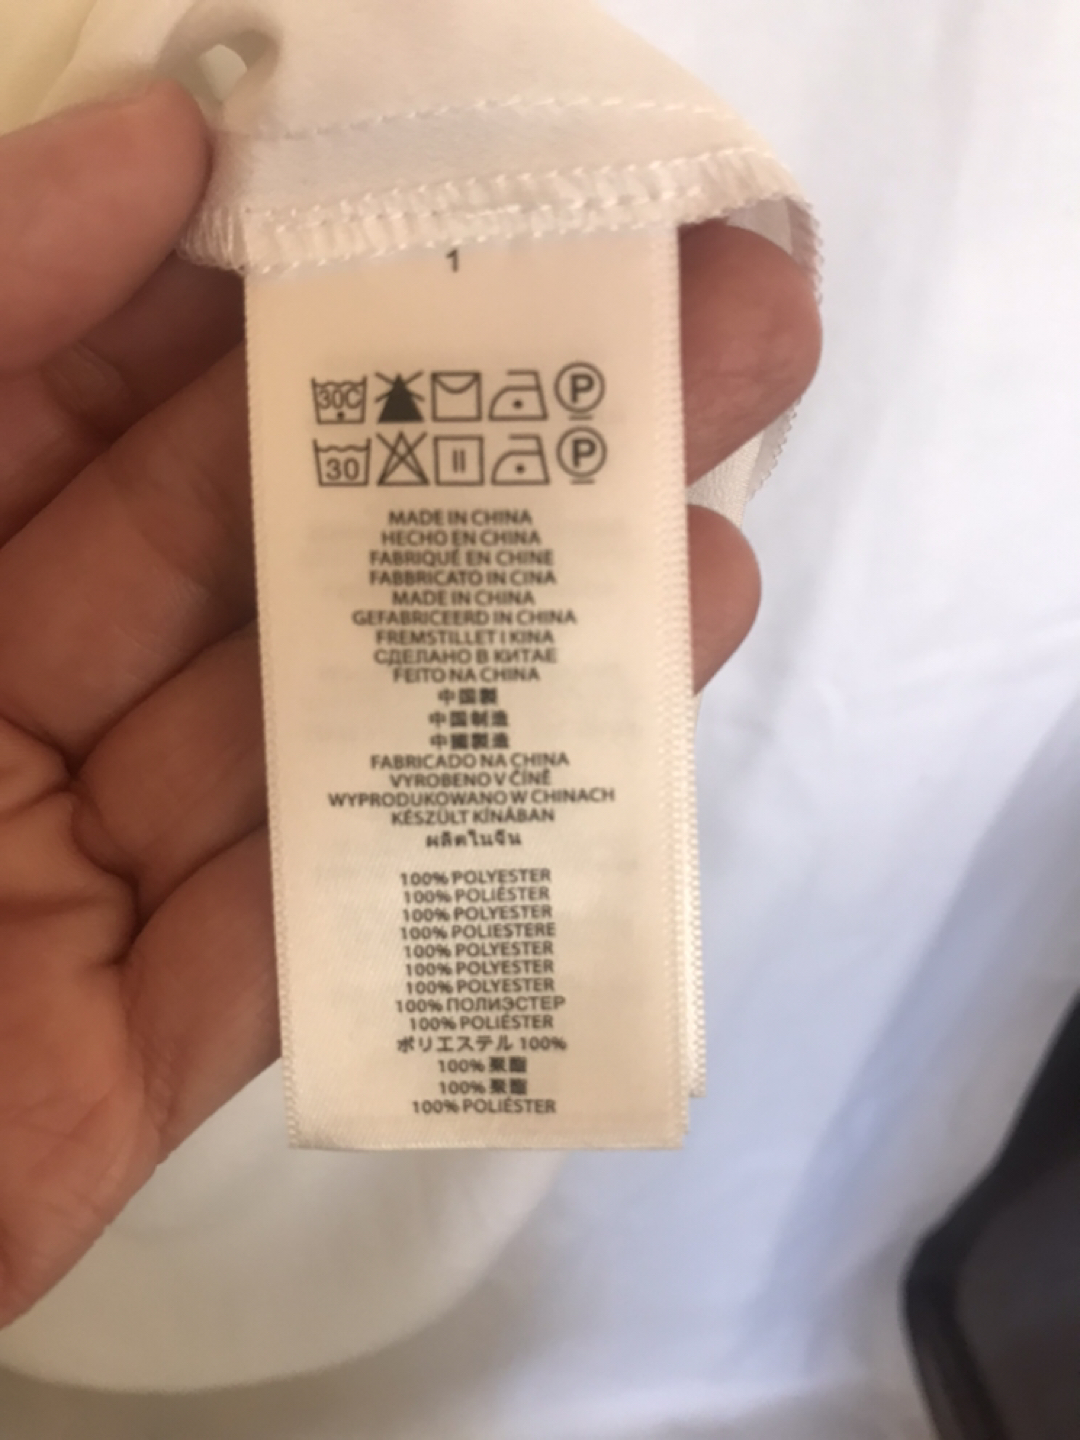 1
30C P
30 P
MADE IN CHINA
HECHO EN CHINA
FABRIQUÉ EN CHINE
FABBRICATO IN CINA
MADE IN CHINA
GEFABRICEERD IN CHINA
FREMSTILLET I KINA
СДЕЛАНО В КИТАЕ
FEITO NA CHINA
中国製
中国制造
中國製造
FABRICADO NA CHINA
VYROBENO V ČÍNĚ
WYPRODUKOWANO W CHINACH
KÉSZÜLT KÍNÁBAN
ผลิตในจีน
100% POLYESTER
100% POLIÉSTER
100% POLYESTER
100% POLIESTERE
100% POLYESTER
100% POLYESTER
100% POLYESTER
100% ПОЛИЭСТЕР
100% POLIÉSTER
ポリエステル 100%
100% 聚酯
100% 聚酯
100% POLIÉSTER